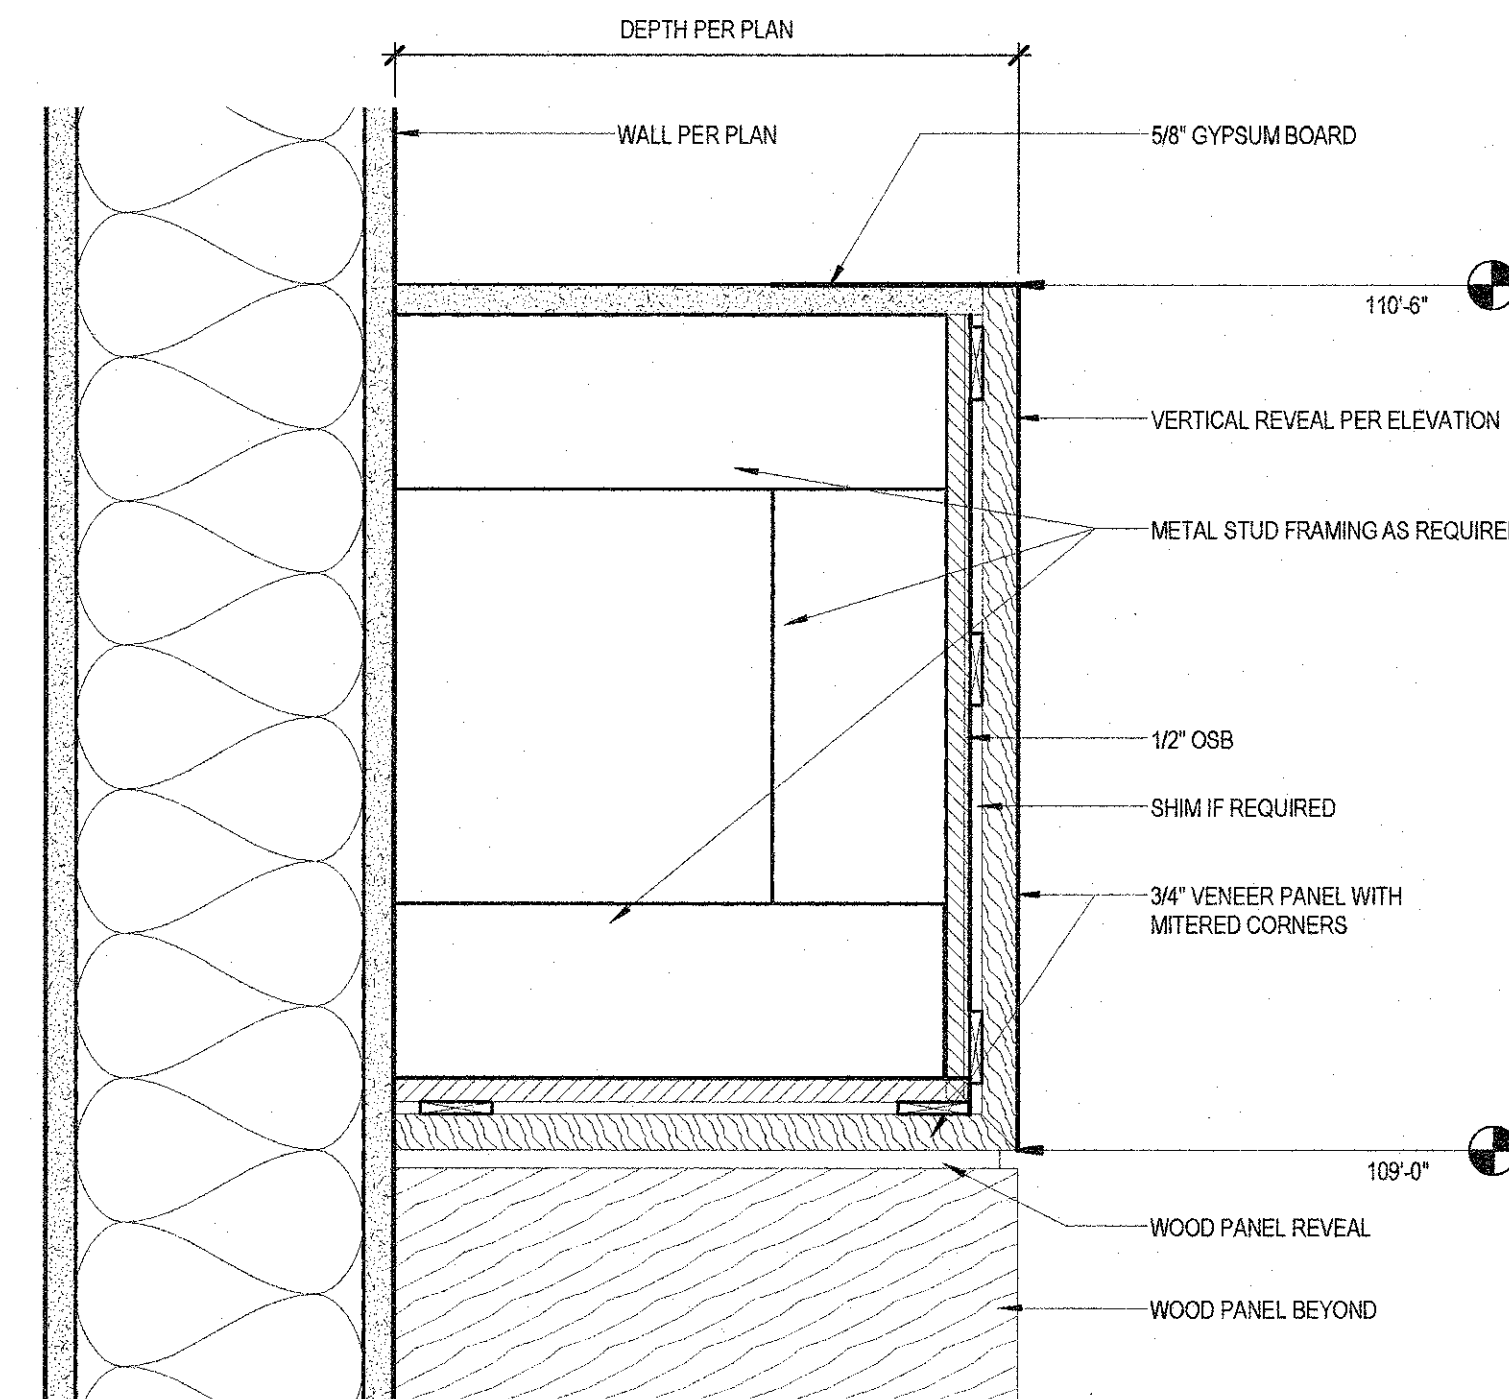 DEPTH PER PLAN
WALL PER PLAN
5/8" GYPSUM BOARD
110'-6"
VERTICAL REVEAL PER ELEVATION
METAL STUD FRAMING AS REQUIRE
1/2" OSB
SHIM IF REQUIRED
3/4" VENEER PANEL WITH
MITERED CORNERS
109'-0"
WOOD PANEL REVEAL
WOOD PANEL BEYOND